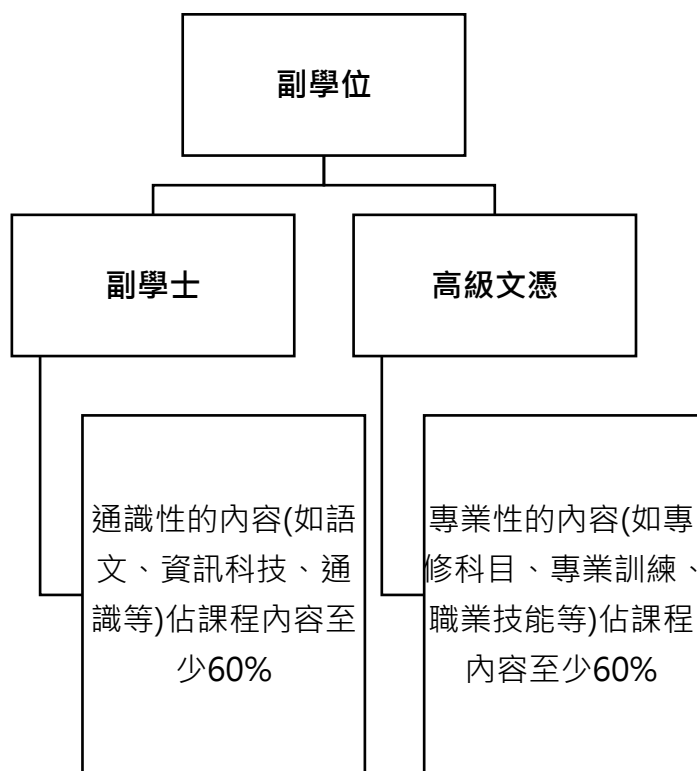 副學位
副學士
高級文憑
通識性的內容(如語
文、資訊科技、通
識等)佔課程內容至
少60%
專業性的內容(如專
修科目、專業訓練、
職業技能等)佔課程
內容至少60%